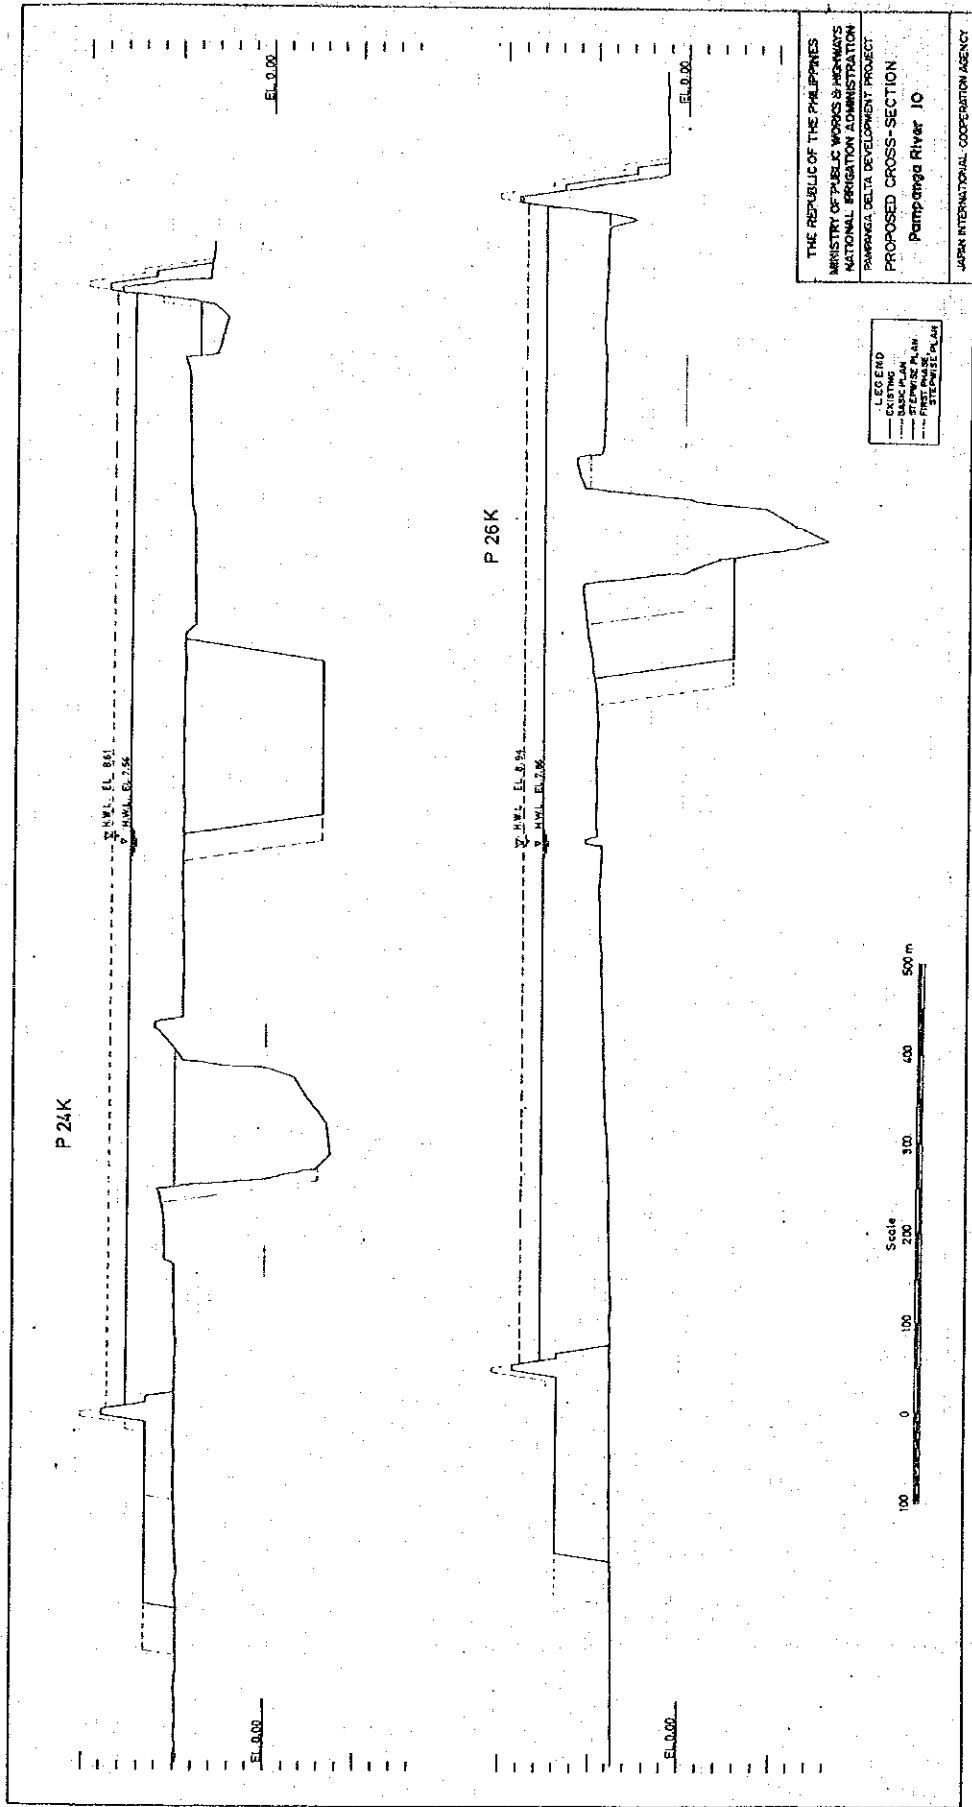 P 24K
H.W.L. EL. 8.61
H.W.L. EL. 7.56
EL. 0.00
EL. 0.00
P 26K
H.W.L. EL. 8.94
H.W.L. EL. 7.86
EL. 0.00
EL. 0.00
Scale
100 0 100 200 300 400 500 m
LEGEND
EXISTING
BASIC PLAN
STEPWISE PLAN
FIRST PHASE,
STEPWISE PLAN
THE REPUBLIC OF THE PHILIPPINES
MINISTRY OF PUBLIC WORKS & HIGHWAYS
NATIONAL IRRIGATION ADMINISTRATION
PAMPANGA DELTA DEVELOPMENT PROJECT
PROPOSED CROSS-SECTION
Pampanga River 10
JAPAN INTERNATIONAL COOPERATION AGENCY